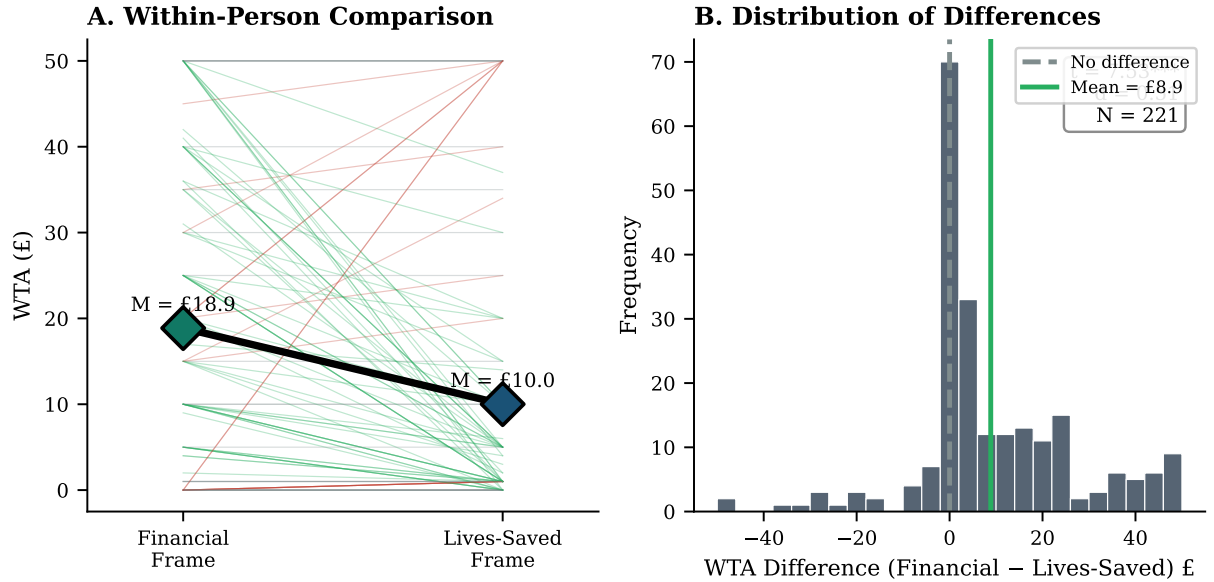 A. Within-Person Comparison
WTA (£)
50
40
30
20
10
0
M = £18.9
M = £10.0
Financial
Frame
Lives-Saved
Frame
B. Distribution of Differences
Frequency
70
60
50
40
30
20
10
0
No difference
Mean = £8.9
N = 221
−40
−20
0
20
40
WTA Difference (Financial − Lives-Saved) £